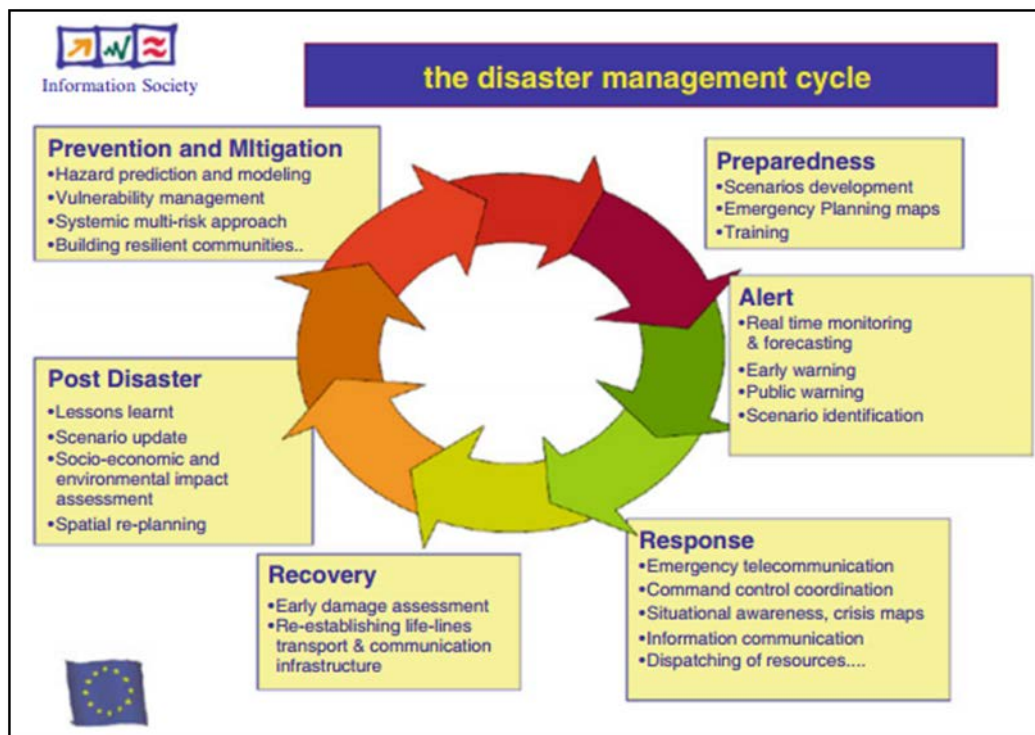 Information Society
the disaster management cycle
Prevention and MItigation
•Hazard prediction and modeling
•Vulnerability management
•Systemic multi-risk approach
•Building resilient communities..
Preparedness
•Scenarios development
•Emergency Planning maps
•Training
Alert
•Real time monitoring
& forecasting
•Early warning
•Public warning
•Scenario identification
Response
•Emergency telecommunication
•Command control coordination
•Situational awareness, crisis maps
•Information communication
•Dispatching of resources....
Recovery
•Early damage assessment
•Re-establishing life-lines
transport & communication
infrastructure
Post Disaster
•Lessons learnt
•Scenario update
•Socio-economic and
environmental impact
assessment
•Spatial re-planning